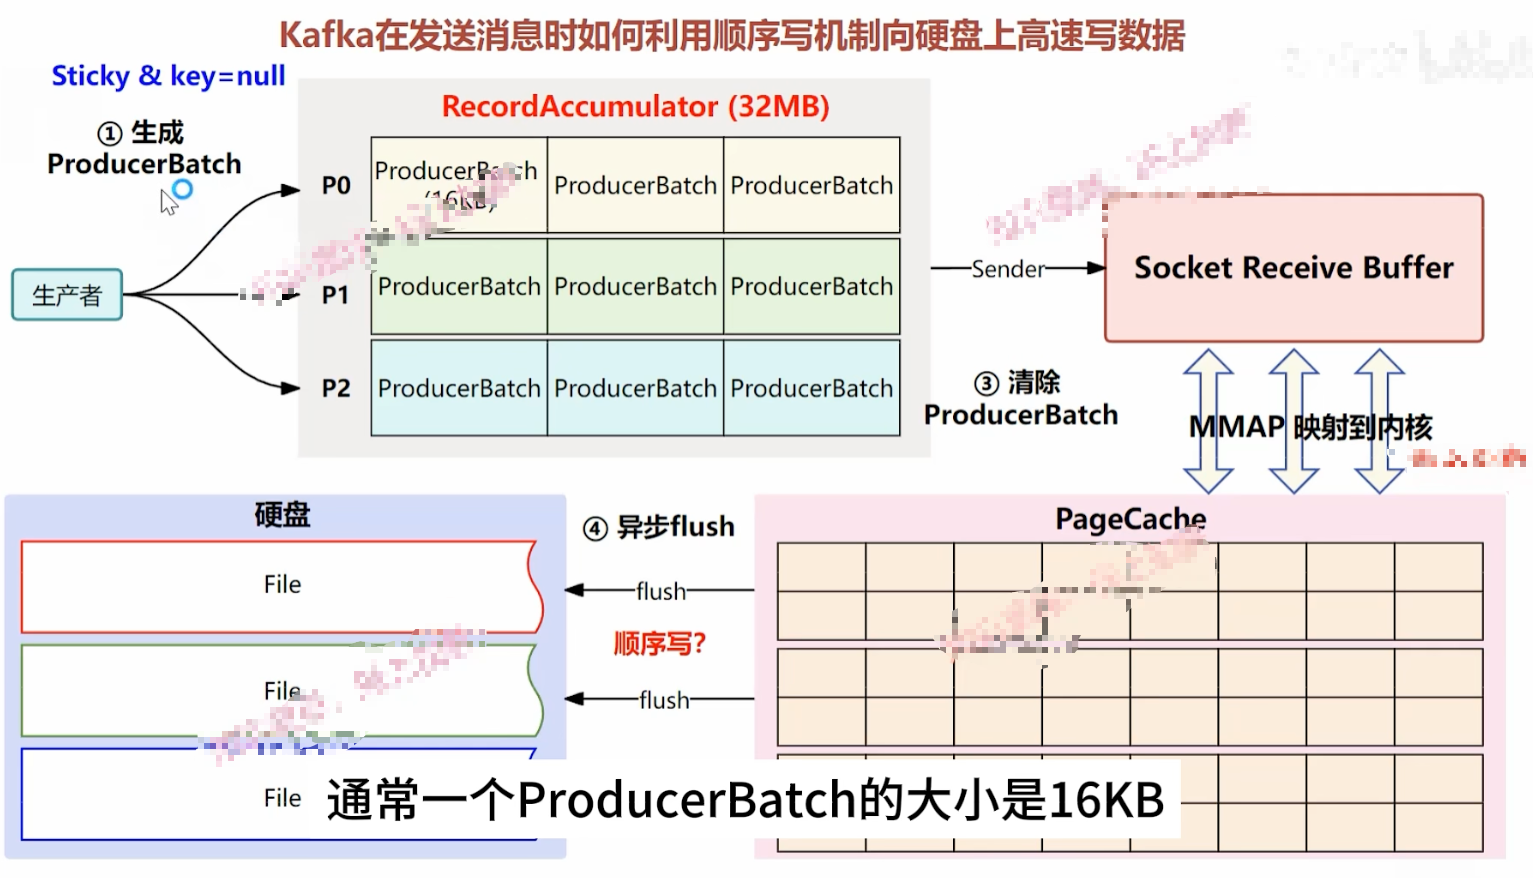 Kafka在发送消息时如何利用顺序写机制向硬盘上高速写数据
Sticky & key=null
① 生成
ProducerBatch
生产者
RecordAccumulator (32MB)
P0
ProducerBatch
(16KB)
ProducerBatch
ProducerBatch
P1
ProducerBatch
ProducerBatch
ProducerBatch
P2
ProducerBatch
ProducerBatch
ProducerBatch
Sender
Socket Receive Buffer
③ 清除
ProducerBatch
MMAP 映射到内核
硬盘
File
File
File
④ 异步flush
flush
顺序写?
flush
PageCache
通常一个ProducerBatch的大小是16KB